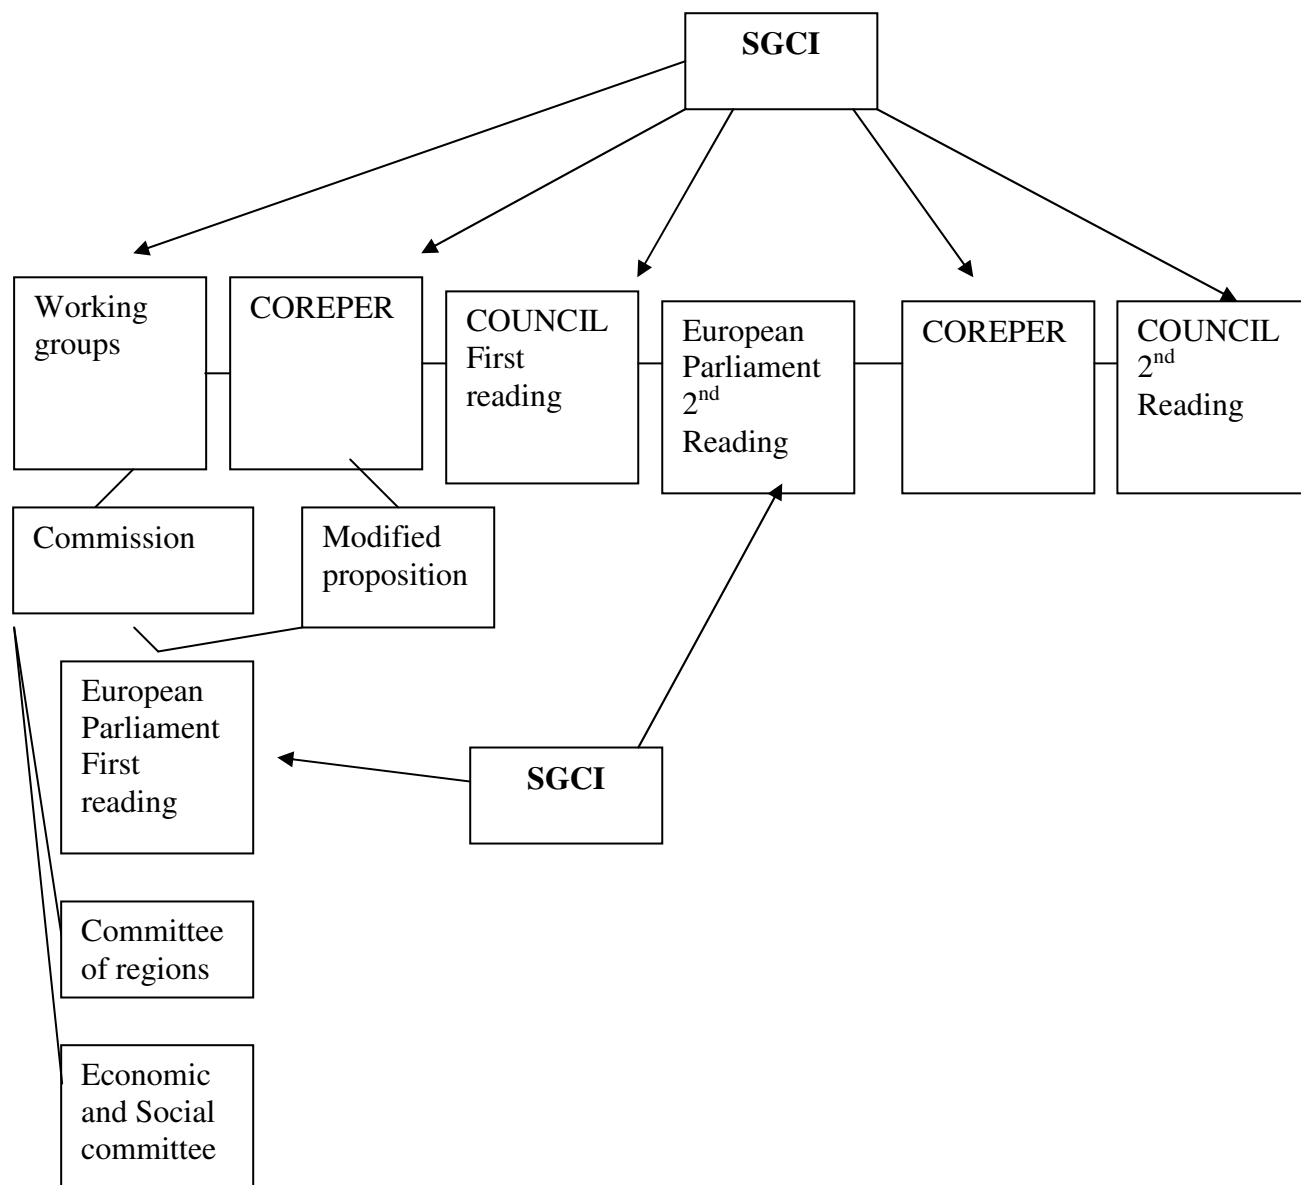 SGCI
Working
groups
COREPER
COUNCIL
First
reading
European
Parliament
2nd
Reading
COREPER
COUNCIL
2nd
Reading
Commission
Modified
proposition
European
Parliament
First
reading
SGCI
Committee
of regions
Economic
and Social
committee